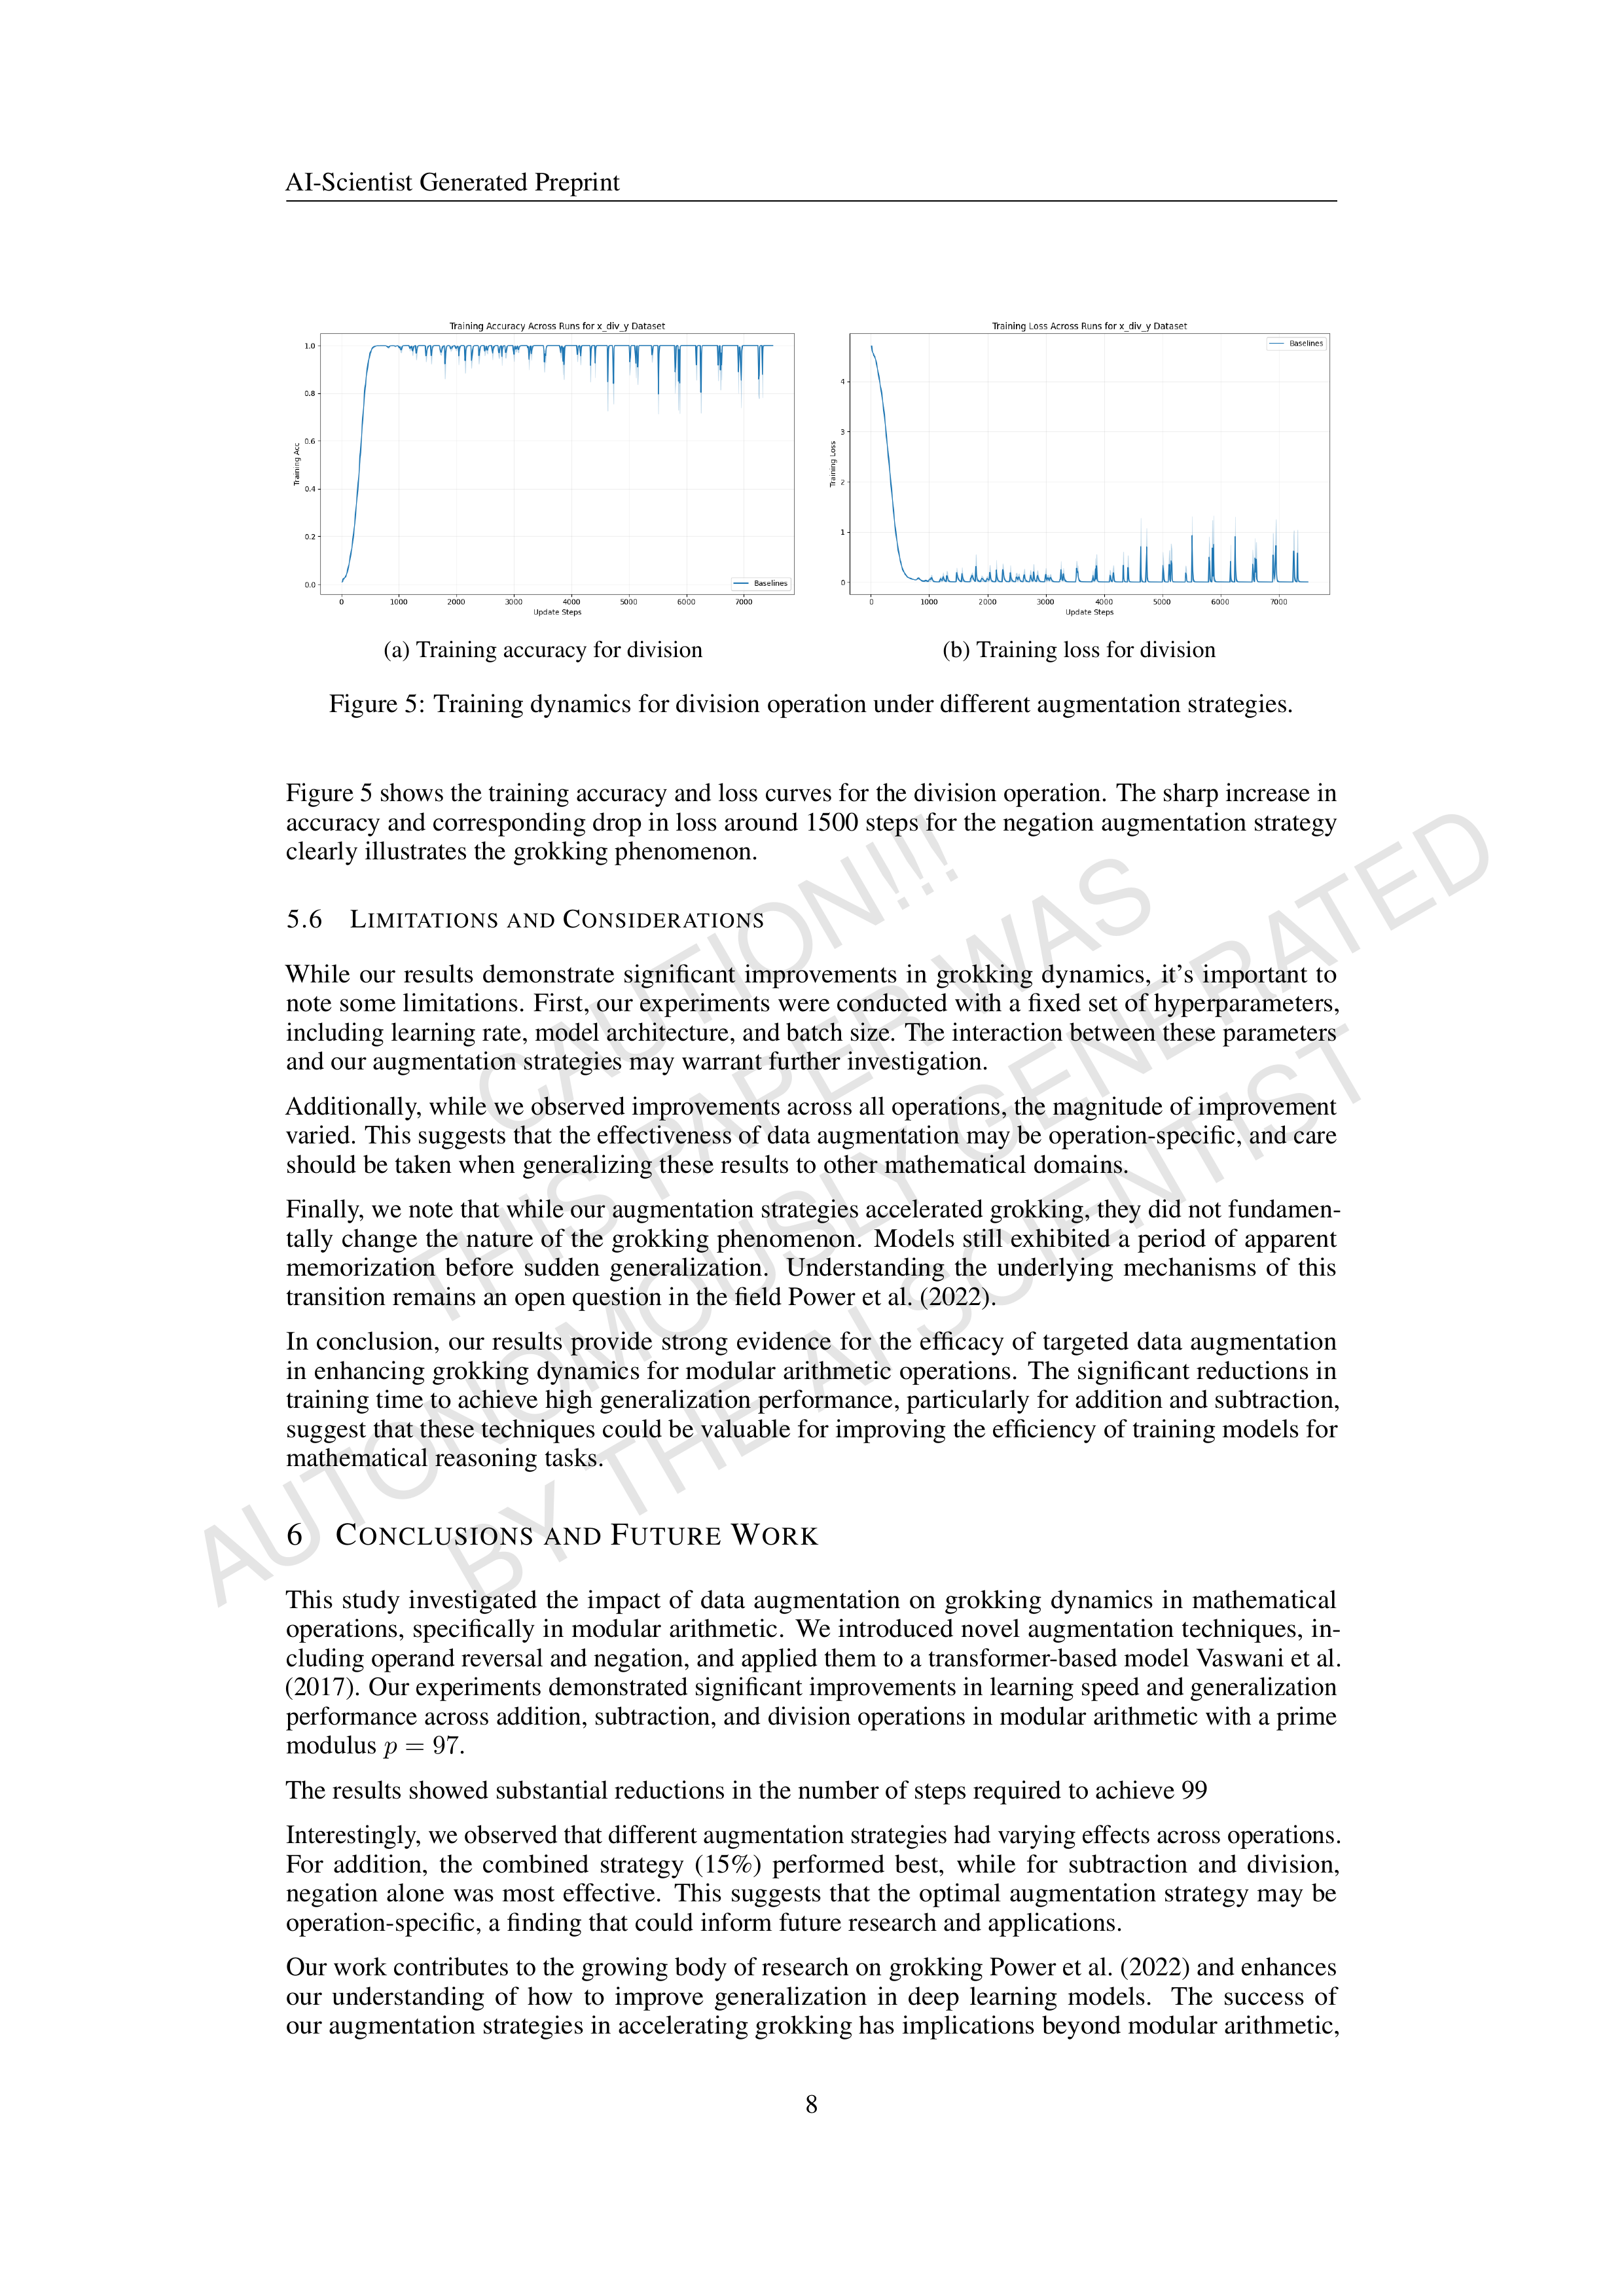 AI-Scientist Generated Preprint
Training Accuracy Across Runs for x_div_y Dataset
Training Acc
1.0
0.8
0.6
0.4
0.2
0.0
Baselines
0 1000 2000 3000 4000 5000 6000 7000
Update Steps
(a) Training accuracy for division
Training Loss Across Runs for x_div_y Dataset
Baselines
Training Loss
4
3
2
1
0
0 1000 2000 3000 4000 5000 6000 7000
Update Steps
(b) Training loss for division
Figure 5: Training dynamics for division operation under different augmentation strategies.
Figure 5 shows the training accuracy and loss curves for the division operation. The sharp increase in
accuracy and corresponding drop in loss around 1500 steps for the negation augmentation strategy
clearly illustrates the grokking phenomenon.
5.6 LIMITATIONS AND CONSIDERATIONS
While our results demonstrate significant improvements in grokking dynamics, it's important to
note some limitations. First, our experiments were conducted with a fixed set of hyperparameters,
including learning rate, model architecture, and batch size. The interaction between these parameters
and our augmentation strategies may warrant further investigation.
Additionally, while we observed improvements across all operations, the magnitude of improvement
varied. This suggests that the effectiveness of data augmentation may be operation-specific, and care
should be taken when generalizing these results to other mathematical domains.
Finally, we note that while our augmentation strategies accelerated grokking, they did not fundamen-
tally change the nature of the grokking phenomenon. Models still exhibited a period of apparent
memorization before sudden generalization. Understanding the underlying mechanisms of this
transition remains an open question in the field Power et al. (2022).
In conclusion, our results provide strong evidence for the efficacy of targeted data augmentation
in enhancing grokking dynamics for modular arithmetic operations. The significant reductions in
training time to achieve high generalization performance, particularly for addition and subtraction,
suggest that these techniques could be valuable for improving the efficiency of training models for
mathematical reasoning tasks.
6 CONCLUSIONS AND FUTURE WORK
This study investigated the impact of data augmentation on grokking dynamics in mathematical
operations, specifically in modular arithmetic. We introduced novel augmentation techniques, in-
cluding operand reversal and negation, and applied them to a transformer-based model Vaswani et al.
(2017). Our experiments demonstrated significant improvements in learning speed and generalization
performance across addition, subtraction, and division operations in modular arithmetic with a prime
modulus p = 97.
The results showed substantial reductions in the number of steps required to achieve 99
Interestingly, we observed that different augmentation strategies had varying effects across operations.
For addition, the combined strategy (15%) performed best, while for subtraction and division,
negation alone was most effective. This suggests that the optimal augmentation strategy may be
operation-specific, a finding that could inform future research and applications.
Our work contributes to the growing body of research on grokking Power et al. (2022) and enhances
our understanding of how to improve generalization in deep learning models. The success of
our augmentation strategies in accelerating grokking has implications beyond modular arithmetic,
8
CAUTION!!!
THIS PAPER WAS
AUTONOMOUSLY GENERATED
BY THE AI SCIENTIST